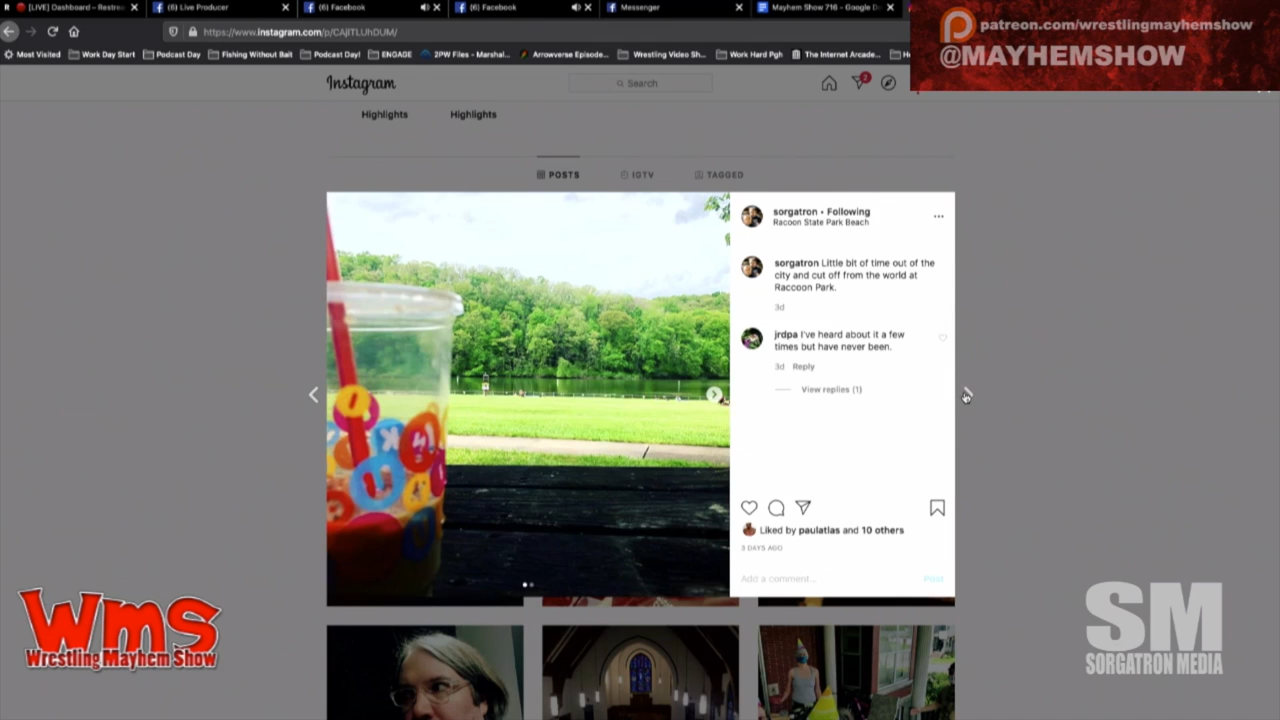 [LIVE] Dashboard - Restrea
(6) Live Producer
(6) Facebook
(6) Facebook
Messenger
Mayhem Show 716 - Google D
https://www.instagram.com/p/CAjlTLUhDUM/
Most Visited
Work Day Start
Podcast Day
Fishing Without Bait
Podcast Day!
ENGAGE
2PW Files - Marshal...
Arrowverse Episode...
Wrestling Video Sh...
Work Hard Pgh
The Internet Arcade...
patreon.com/wrestlingmayhemshow
@MAYHEMSHOW
Instagram
Search
2
Highlights
Highlights
POSTS
IGTV
TAGGED
sorgatron • Following
Racoon State Park Beach
sorgatron Little bit of time out of the
city and cut off from the world at
Raccoon Park.
3d
jrdpa I've heard about it a few
times but have never been.
3d Reply
View replies (1)
Liked by paulatlas and 10 others
3 DAYS AGO
Add a comment...
Post
Wms
Wrestling Mayhem Show
SM
SORGATRON MEDIA